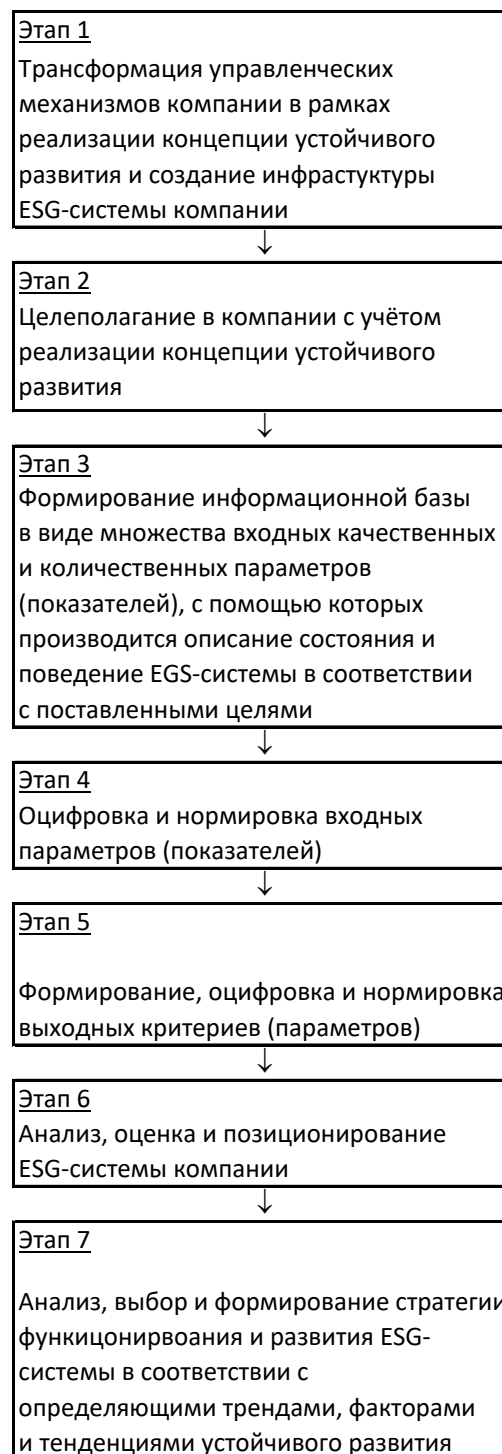 Этап 1
Трансформация управленческих
механизмов компании в рамках
реализации концепции устойчивого
развития и создание инфрастуктуры
ESG-системы компании
↓
Этап 2
Целеполагание в компании с учётом
реализации концепции устойчивого
развития
↓
Этап 3
Формирование информационной базы
в виде множества входных качественных
и количественных параметров
(показателей), с помощью которых
производится описание состояния и
поведение EGS-системы в соответствии
с поставленными целями
↓
Этап 4
Оцифровка и нормировка входных
параметров (показателей)
↓
Этап 5
Формирование, оцифровка и нормировка
выходных критериев (параметров)
↓
Этап 6
Анализ, оценка и позиционирование
ESG-системы компании
↓
Этап 7
Анализ, выбор и формирование стратегии
функицонирвоания и развития ESG-
системы в соответствии с
определяющими трендами, факторами
и тенденциями устойчивого развития